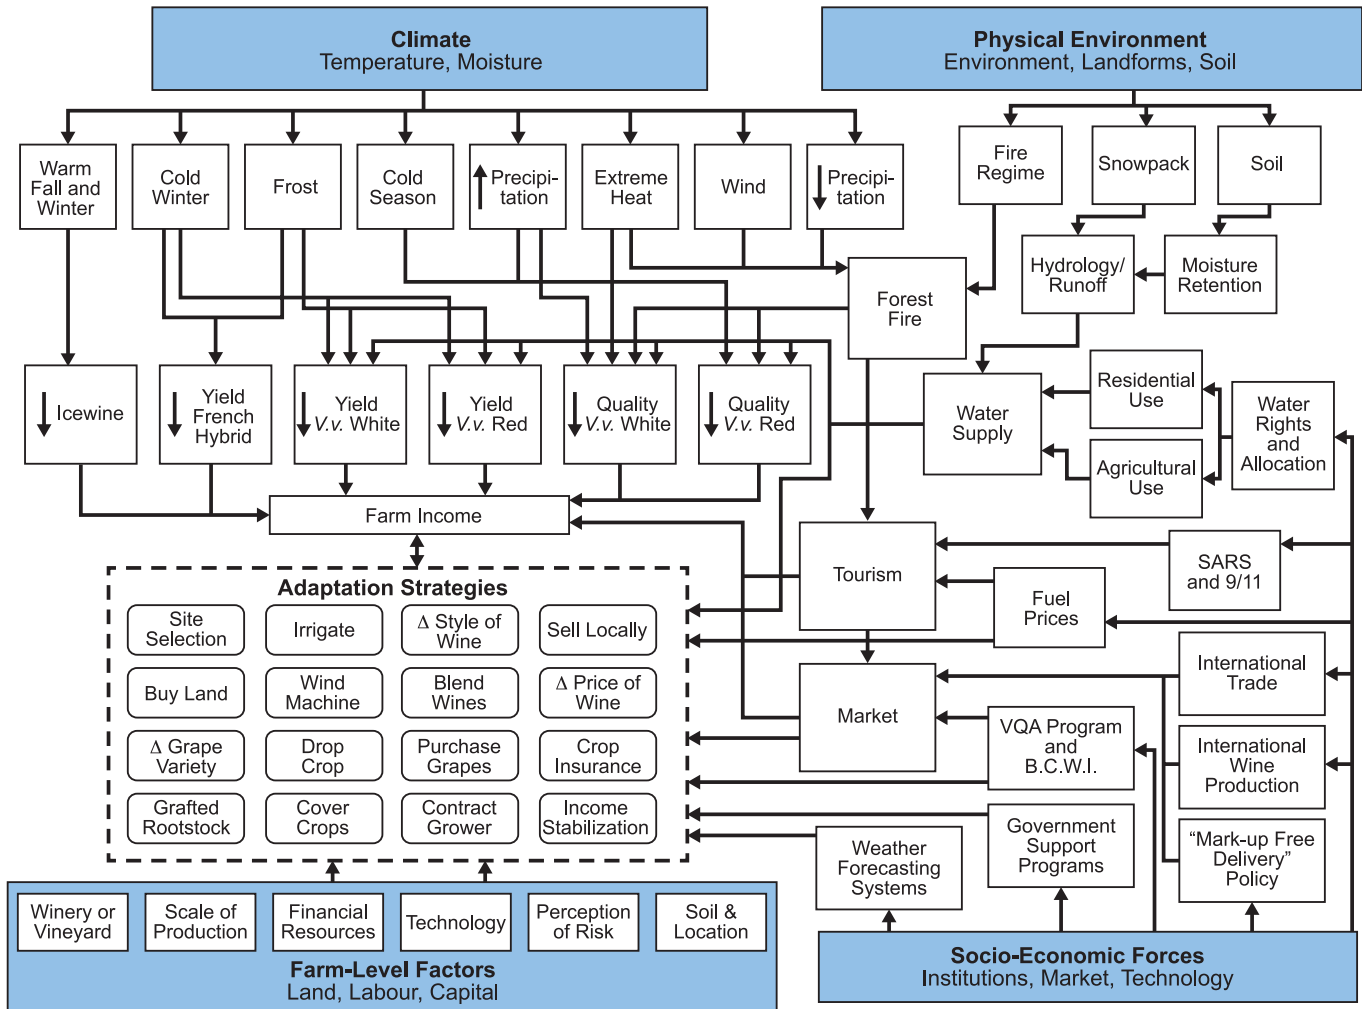 Climate
Temperature, Moisture
Physical Environment
Environment, Landforms, Soil
Warm
Fall and
Winter
Cold
Winter
Frost
Cold
Season
Precipi-
tation
Extreme
Heat
Wind
Precipi-
tation
Fire
Regime
Snowpack
Soil
Hydrology/
Runoff
Moisture
Retention
Forest
Fire
Icewine
Yield
French
Hybrid
Yield
V.v. White
Yield
V.v. Red
Quality
V.v. White
Quality
V.v. Red
Water
Supply
Residential
Use
Agricultural
Use
Water
Rights
and
Allocation
Farm Income
Tourism
SARS
and 9/11
Fuel
Prices
Adaptation Strategies
Site
Selection
Irrigate
Δ Style of
Wine
Sell Locally
Buy Land
Wind
Machine
Blend
Wines
Δ Price of
Wine
Δ Grape
Variety
Drop
Crop
Purchase
Grapes
Crop
Insurance
Grafted
Rootstock
Cover
Crops
Contract
Grower
Income
Stabilization
Market
International
Trade
VQA Program
and
B.C.W.I.
International
Wine
Production
Weather
Forecasting
Systems
Government
Support
Programs
“Mark-up Free
Delivery”
Policy
Winery or
Vineyard
Scale of
Production
Financial
Resources
Technology
Perception
of Risk
Soil &
Location
Farm-Level Factors
Land, Labour, Capital
Socio-Economic Forces
Institutions, Market, Technology